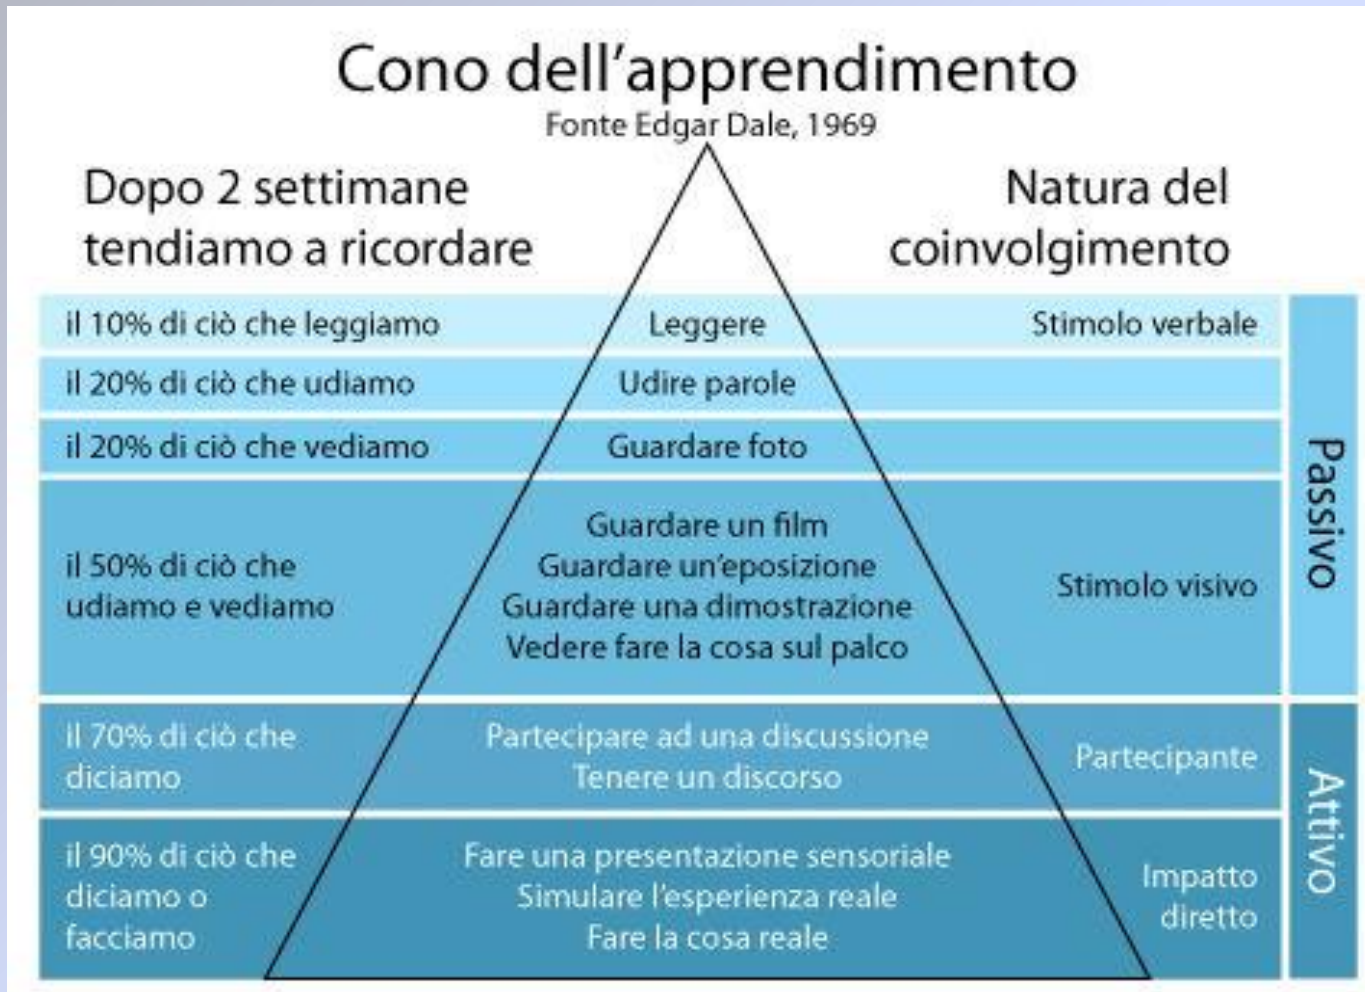 Cono dell'apprendimento
Fonte Edgar Dale, 1969
Dopo 2 settimane
tendiamo a ricordare
Natura del
coinvolgimento
il 10% di ciò che leggiamo
Leggere
Stimolo verbale
il 20% di ciò che udiamo
Udire parole
il 20% di ciò che vediamo
Guardare foto
il 50% di ciò che
udiamo e vediamo
Guardare un film
Guardare un'eposizione
Guardare una dimostrazione
Vedere fare la cosa sul palco
Stimolo visivo
Passivo
il 70% di ciò che
diciamo
Partecipare ad una discussione
Tenere un discorso
Partecipante
il 90% di ciò che
diciamo o
facciamo
Fare una presentazione sensoriale
Simulare l'esperienza reale
Fare la cosa reale
Impatto
diretto
Attivo